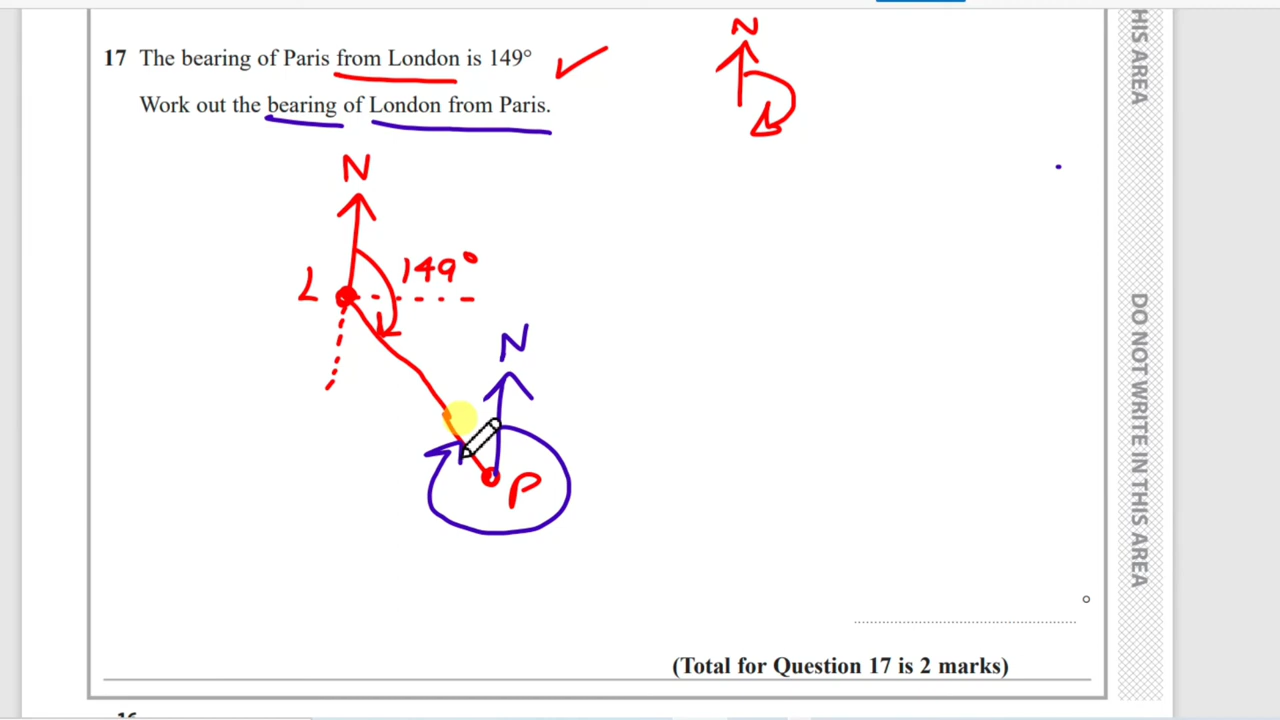 17 The bearing of Paris from London is 149°
Work out the bearing of London from Paris.
N
N
149°
L
N
P
°
(Total for Question 17 is 2 marks)
HIS AREA
DO NOT WRITE IN THIS AREA
16